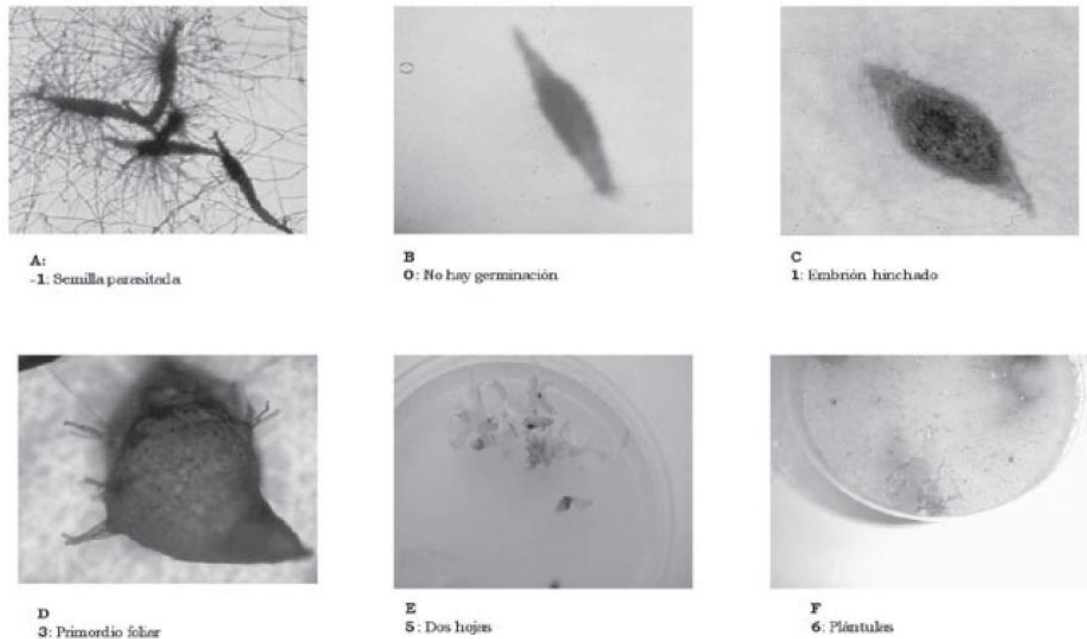 A:
-1: Semilla parasitada
B
0: No hay germinación
C
1: Embrión hinchado
D
3: Primordio foliar
E
5: Dos hojas
F
6: Plántulas